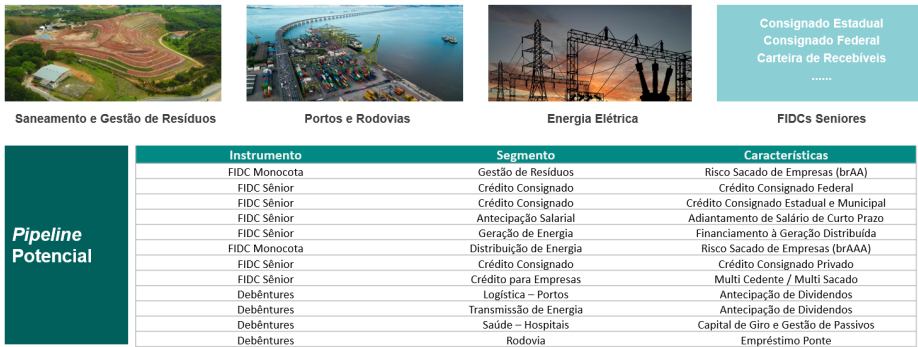 Consignado Estadual
Consignado Federal
Carteira de Recebíveis
......
Saneamento e Gestão de Resíduos Portos e Rodovias Energia Elétrica FIDCs Seniores
Pipeline
Potencial
Instrumento Segmento Características
FIDC Monocota Gestão de Resíduos Risco Sacado de Empresas (brAA)
FIDC Sênior Crédito Consignado Crédito Consignado Federal
FIDC Sênior Crédito Consignado Crédito Consignado Estadual e Municipal
FIDC Sênior Antecipação Salarial Adiantamento de Salário de Curto Prazo
FIDC Sênior Geração de Energia Financiamento à Geração Distribuída
FIDC Monocota Distribuição de Energia Risco Sacado de Empresas (brAAA)
FIDC Sênior Crédito Consignado Crédito Consignado Privado
FIDC Sênior Crédito para Empresas Multi Cedente / Multi Sacado
Debêntures Logística – Portos Antecipação de Dividendos
Debêntures Transmissão de Energia Antecipação de Dividendos
Debêntures Saúde – Hospitais Capital de Giro e Gestão de Passivos
Debêntures Rodovia Empréstimo Ponte